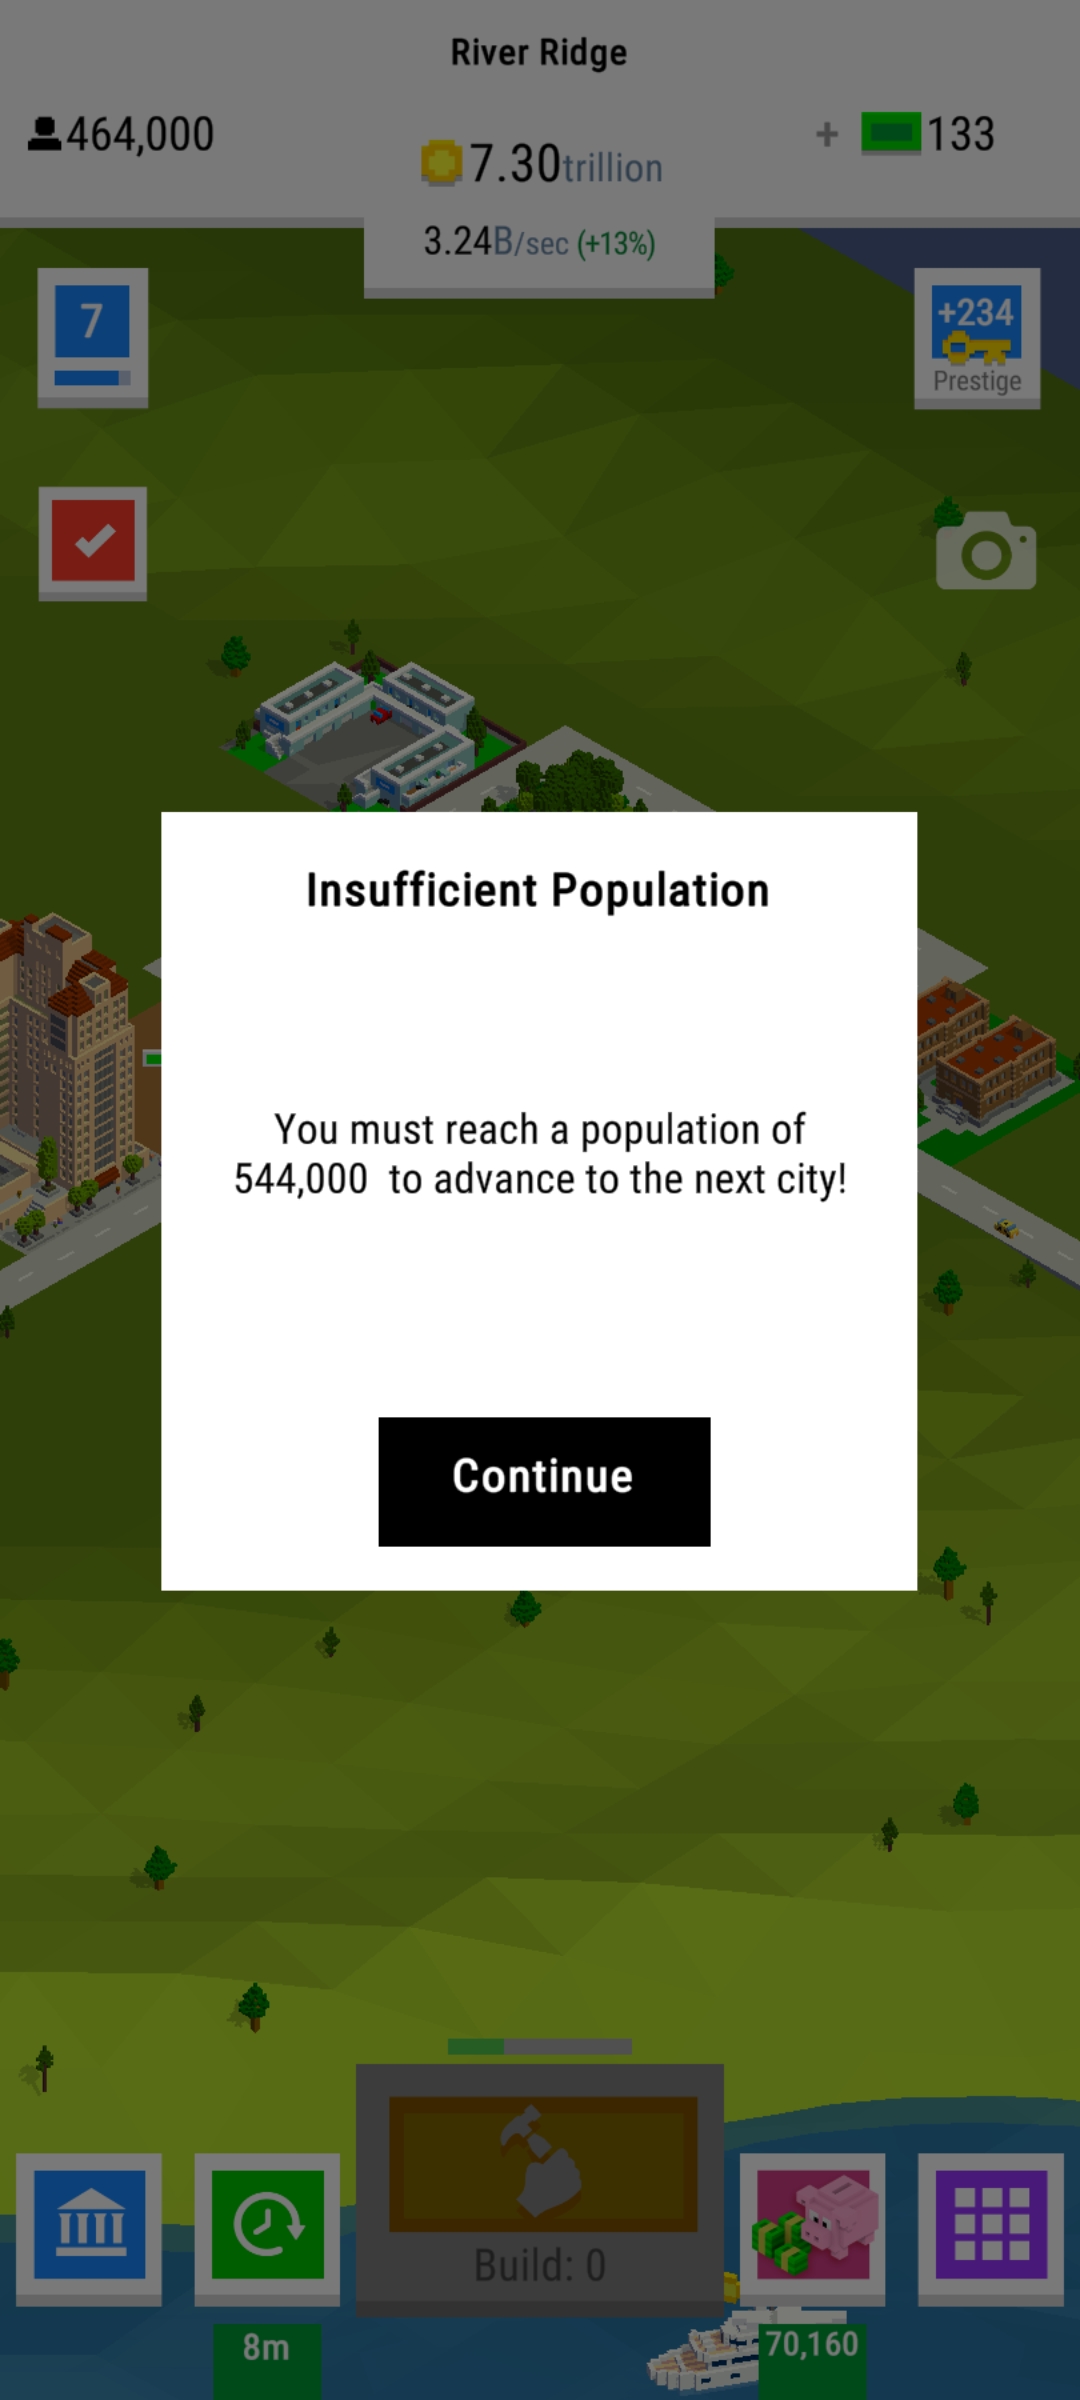 River Ridge
464,000
7.30trillion
+ 133
3.24B/sec (+13%)
7
+234
Prestige
Insufficient Population
You must reach a population of
544,000 to advance to the next city!
Continue
Build: 0
8m
70,160